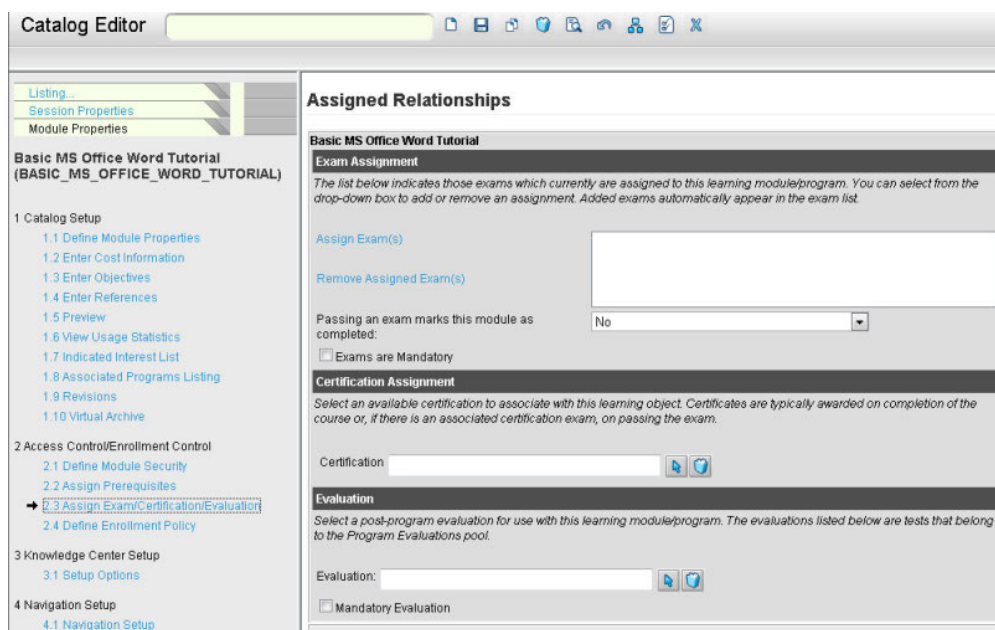 Catalog Editor
Listing...
Session Properties
Module Properties
Basic MS Office Word Tutorial
(BASIC_MS_OFFICE_WORD_TUTORIAL)
1 Catalog Setup
1.1 Define Module Properties
1.2 Enter Cost Information
1.3 Enter Objectives
1.4 Enter References
1.5 Preview
1.6 View Usage Statistics
1.7 Indicated Interest List
1.8 Associated Programs Listing
1.9 Revisions
1.10 Virtual Archive
2 Access Control/Enrollment Control
2.1 Define Module Security
2.2 Assign Prerequisites
2.3 Assign Exam/Certification/Evaluation
2.4 Define Enrollment Policy
3 Knowledge Center Setup
3.1 Setup Options
4 Navigation Setup
4.1 Navigation Setup
Assigned Relationships
Basic MS Office Word Tutorial
Exam Assignment
The list below indicates those exams which currently are assigned to this learning module/program. You can select from the
drop-down box to add or remove an assignment. Added exams automatically appear in the exam list.
Assign Exam(s)
Remove Assigned Exam(s)
Passing an exam marks this module as
completed:
No
Exams are Mandatory
Certification Assignment
Select an available certification to associate with this learning object. Certificates are typically awarded on completion of the
course or, if there is an associated certification exam, on passing the exam.
Certification
Evaluation
Select a post-program evaluation for use with this learning module/program. The evaluations listed below are tests that belong
to the Program Evaluations pool.
Evaluation:
Mandatory Evaluation